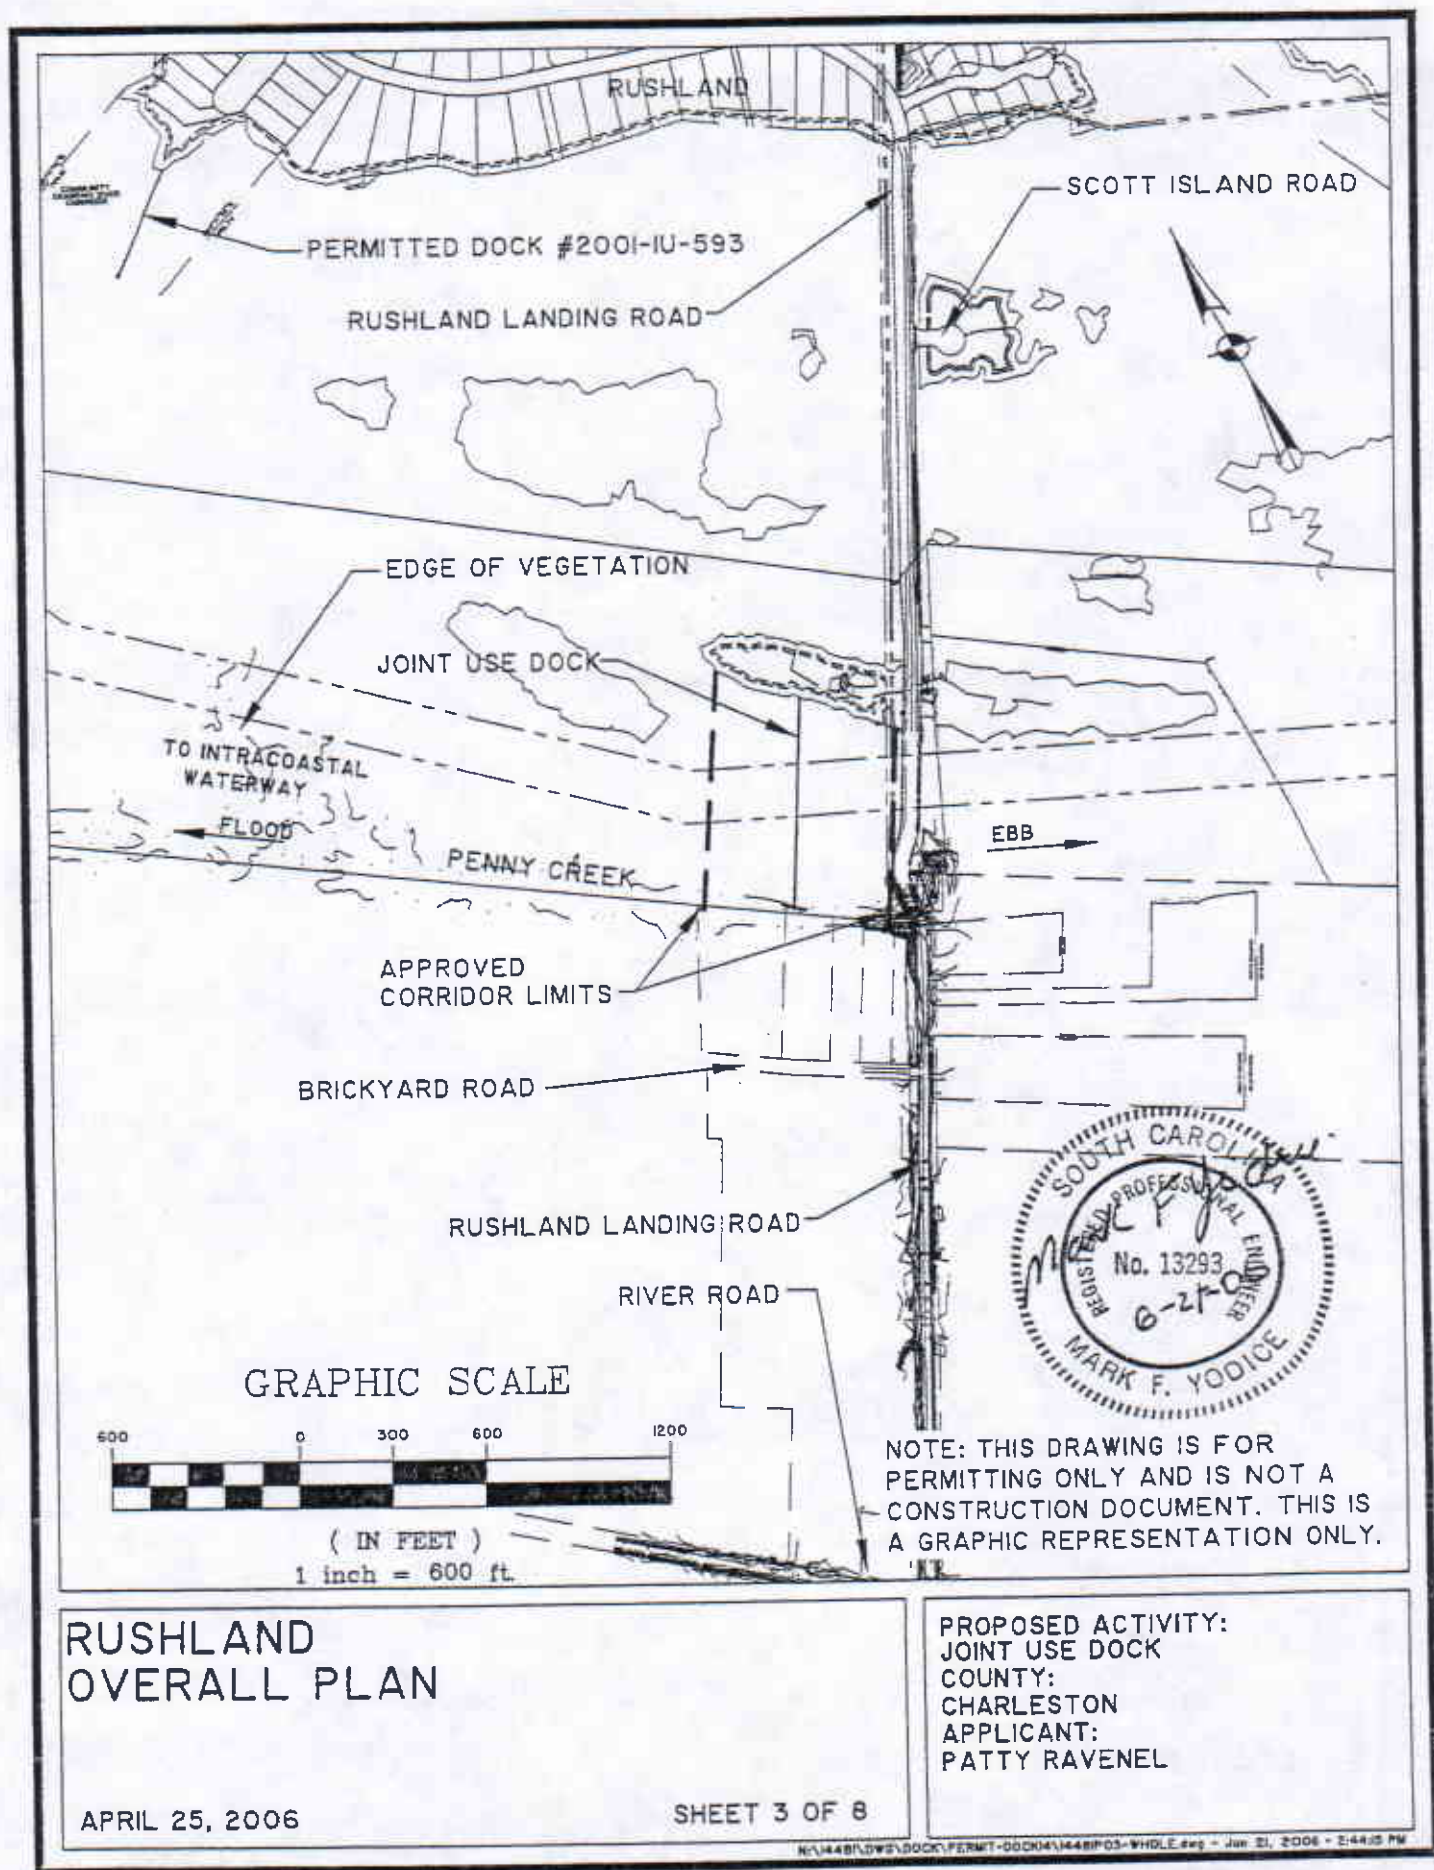 RUSHLAND
SCOTT ISLAND ROAD
PERMITTED DOCK #2001-IU-593
RUSHLAND LANDING ROAD
EDGE OF VEGETATION
JOINT USE DOCK
TO INTRACOASTAL
WATERWAY
FLOOD
EBB
PENNY CREEK
APPROVED
CORRIDOR LIMITS
BRICKYARD ROAD
SOUTH CAROLINA
REGISTERED PROFESSIONAL ENGINEER
No. 13293
MARK F. YODICE
RUSHLAND LANDING ROAD
RIVER ROAD
GRAPHIC SCALE
600 0 300 600 1200
( IN FEET )
1 inch = 600 ft.
NOTE: THIS DRAWING IS FOR
PERMITTING ONLY AND IS NOT A
CONSTRUCTION DOCUMENT. THIS IS
A GRAPHIC REPRESENTATION ONLY.
RUSHLAND
OVERALL PLAN
APRIL 25, 2006
SHEET 3 OF 8
PROPOSED ACTIVITY:
JOINT USE DOCK
COUNTY:
CHARLESTON
APPLICANT:
PATTY RAVENEL